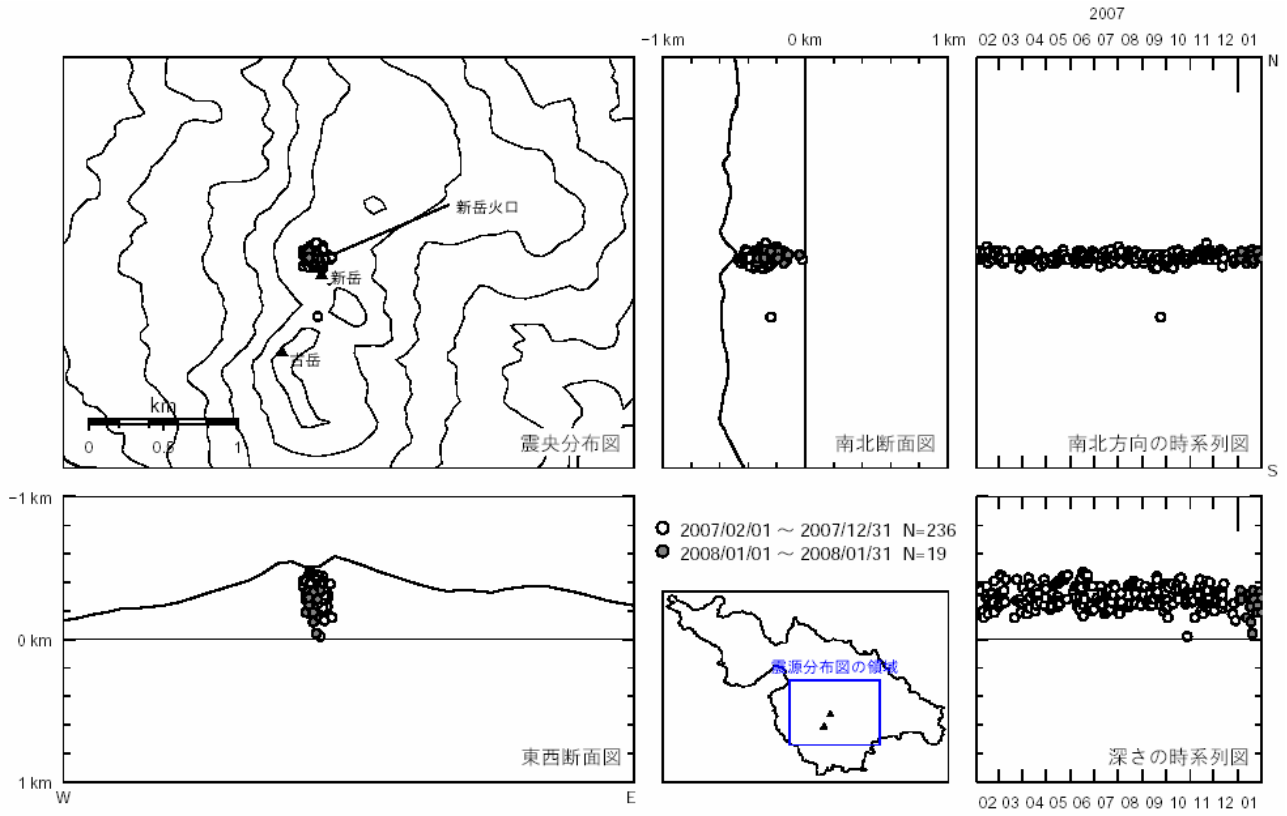 2007
−1 km 0 km 1 km
02 03 04 05 06 07 08 09 10 11 12 01
N
新岳火口
新岳
古岳
km
0 0.5 1
震央分布図
南北断面図
南北方向の時系列図
S
−1 km
0 km
1 km
東西断面図
W
E
2007/02/01 ～ 2007/12/31 N=236
2008/01/01 ～ 2008/01/31 N=19
震源分布図の領域
深さの時系列図
02 03 04 05 06 07 08 09 10 11 12 01